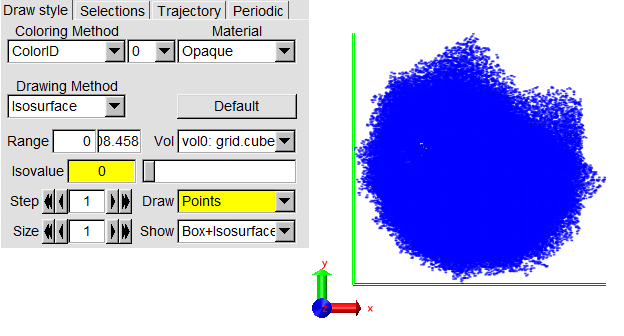 Draw style Selections Trajectory Periodic
Coloring Method Material
ColorID 0 Opaque
Drawing Method
Isosurface Default
Range 0 08.458 Vol vol0: grid.cube
Isovalue 0
Step 1 Draw Points
Size 1 Show Box+Isosurface
y
z x